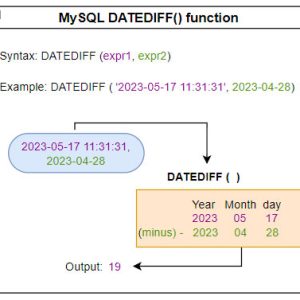 MySQL DATEDIFF() function
Syntax: DATEDIFF (expr1, expr2)
Example: DATEDIFF ( '2023-05-17 11:31:31', 2023-04-28)
2023-05-17 11:31:31,
2023-04-28
DATEDIFF ( )
Year Month day
2023 05 17
(minus) - 2023 04 28
Output: 19